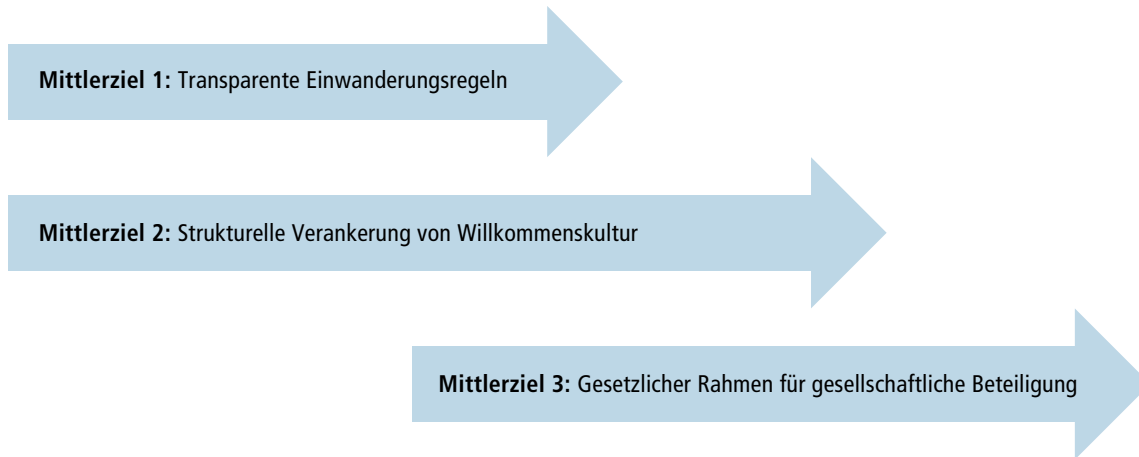 Mittlerziel 1: Transparente Einwanderungsregeln
Mittlerziel 2: Strukturelle Verankerung von Willkommenskultur
Mittlerziel 3: Gesetzlicher Rahmen für gesellschaftliche Beteiligung